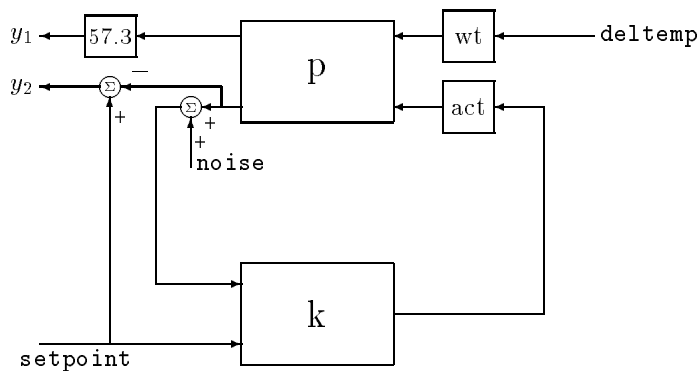 y1
57.3
p
wt
deltemp
y2
Σ
−
+
Σ
+
+
noise
act
k
setpoint